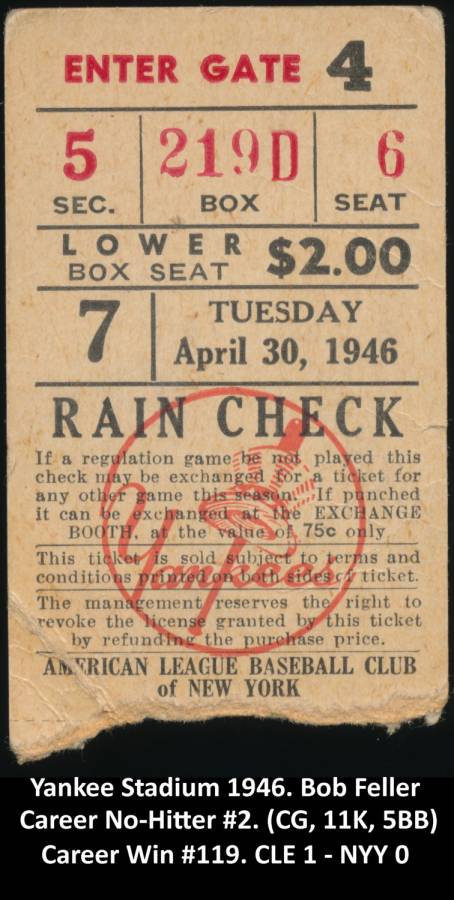 ENTER GATE 4
5 219D 6
SEC. BOX SEAT
LOWER
BOX SEAT $2.00
7 TUESDAY
April 30, 1946
RAIN CHECK
If a regulation game be not played this
check may be exchanged for a ticket for
any other game this season. If punched
it can be exchanged at the EXCHANGE
BOOTH, at the value of 75c only
This ticket is sold subject to terms and
conditions printed on both sides of ticket.
The management reserves the right to
revoke the license granted by this ticket
by refunding the purchase price.
Yankees
AMERICAN LEAGUE BASEBALL CLUB
of NEW YORK
Yankee Stadium 1946. Bob Feller
Career No-Hitter #2. (CG, 11K, 5BB)
Career Win #119. CLE 1 - NYY 0